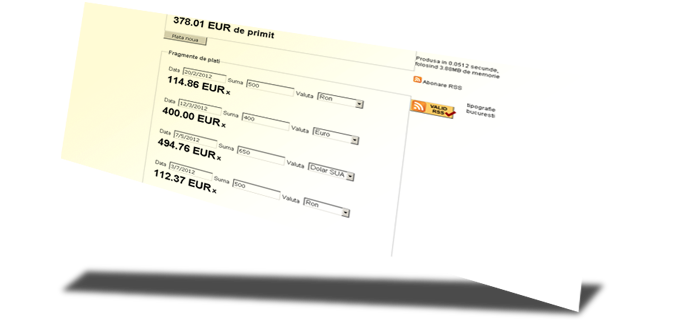 378.01 EUR de primit
Plata noua
Fragmente de plati
Data 20/2/2012 Suma 500 Valuta Ron
114.86 EUR x
Data 12/3/2012 Suma 400 Valuta Euro
400.00 EUR x
Data 7/5/2012 Suma 650 Valuta Dolar SUA
494.76 EUR x
Data 3/7/2012 Suma 500 Valuta Ron
112.37 EUR x
Produsa in 0.0512 secunde,
folosind 3.88MB de memorie
Abonare RSS
VALID
RSS
tipografie
bucuresti